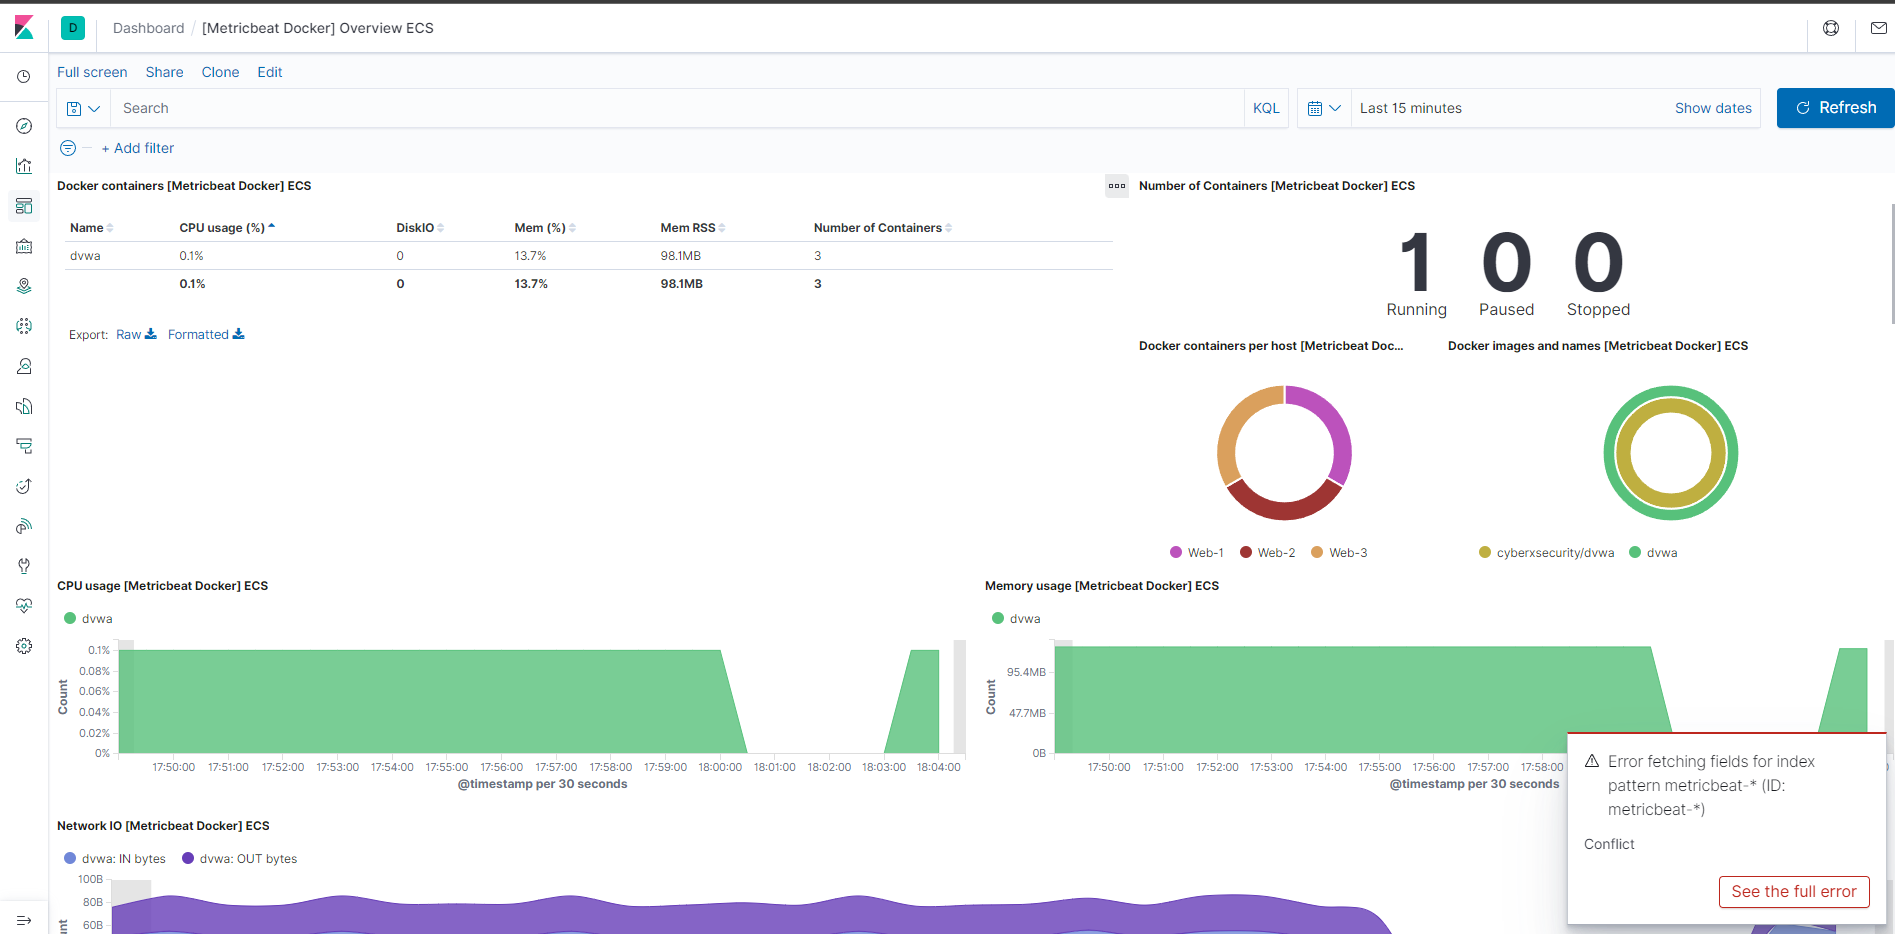 D
Dashboard / [Metricbeat Docker] Overview ECS
Full screen Share Clone Edit
Search KQL Last 15 minutes Show dates Refresh
+ Add filter
Docker containers [Metricbeat Docker] ECS
Name CPU usage (%) DiskIO Mem (%) Mem RSS Number of Containers
dvwa 0.1% 0 13.7% 98.1MB 3
0.1% 0 13.7% 98.1MB 3
Export: Raw Formatted
Number of Containers [Metricbeat Docker] ECS
1 0 0
Running Paused Stopped
Docker containers per host [Metricbeat Doc...
Web-1 Web-2 Web-3
Docker images and names [Metricbeat Docker] ECS
cyberxsecurity/dvwa dvwa
CPU usage [Metricbeat Docker] ECS
dvwa
Count
0.1%
0.08%
0.06%
0.04%
0.02%
0%
17:50:00 17:51:00 17:52:00 17:53:00 17:54:00 17:55:00 17:56:00 17:57:00 17:58:00 17:59:00 18:00:00 18:01:00 18:02:00 18:03:00 18:04:00
@timestamp per 30 seconds
Memory usage [Metricbeat Docker] ECS
dvwa
Count
95.4MB
47.7MB
0B
17:50:00 17:51:00 17:52:00 17:53:00 17:54:00 17:55:00 17:56:00 17:57:00 17:58:00
@timestamp per 30 seconds
Network IO [Metricbeat Docker] ECS
dvwa: IN bytes dvwa: OUT bytes
100B
80B
60B
Error fetching fields for index
pattern metricbeat-* (ID:
metricbeat-*)
Conflict
See the full error